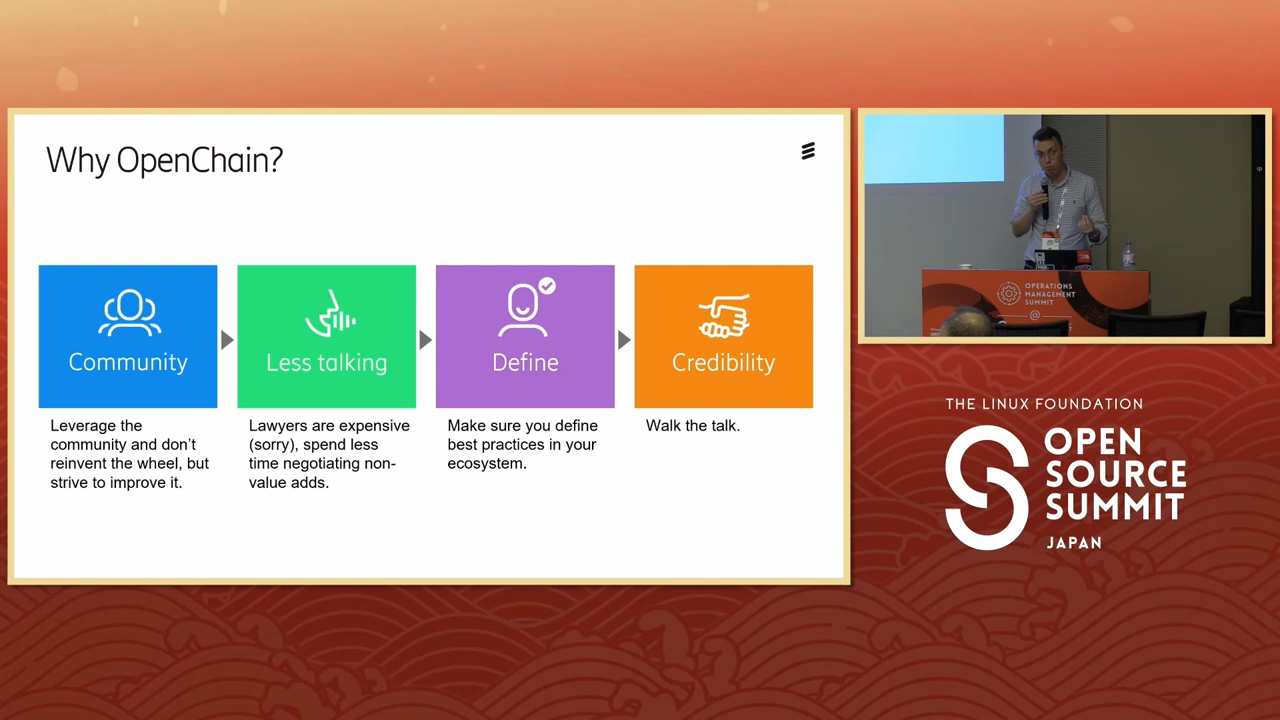 Why OpenChain?
Community
Leverage the
community and don't
reinvent the wheel, but
strive to improve it.
Less talking
Lawyers are expensive
(sorry), spend less
time negotiating non-
value adds.
Define
Make sure you define
best practices in your
ecosystem.
Credibility
Walk the talk.
OPERATIONS
MANAGEMENT
SUMMIT
@
THE LINUX FOUNDATION
OPEN
SOURCE
SUMMIT
JAPAN